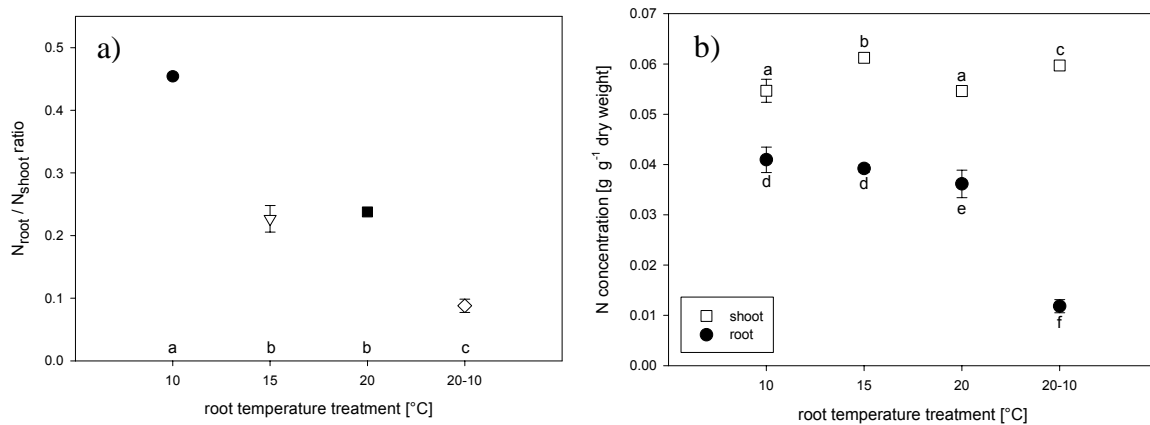 a)
0.5
0.4
0.3
0.2
0.1
0.0
N_root / N_shoot ratio
a b b c
10 15 20 20-10
root temperature treatment [°C]
b)
0.07
0.06
0.05
0.04
0.03
0.02
0.01
0.00
N concentration [g g⁻¹ dry weight]
a b a c
d d e f
shoot
root
10 15 20 20-10
root temperature treatment [°C]